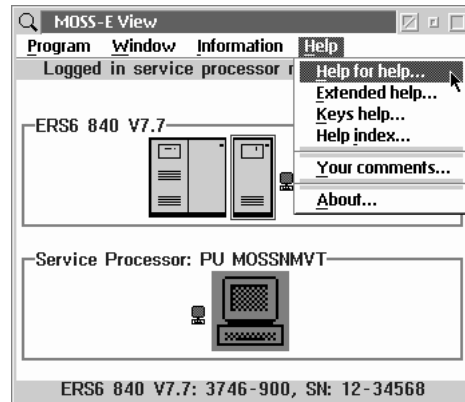 MOSS-E View
Program Window Information Help
Logged in service processor
Help for help...
Extended help...
Keys help...
Help index...
Your comments...
About...
ERS6 840 V7.7
Service Processor: PU MOSSNMVT
ERS6 840 V7.7: 3746-900, SN: 12-34568